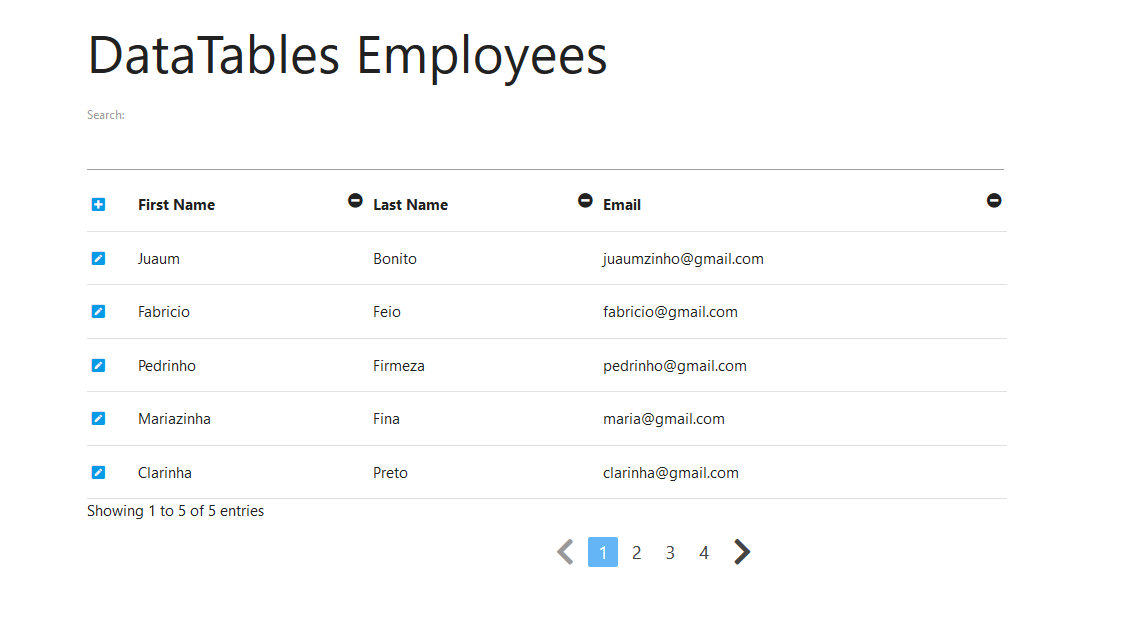 DataTables Employees
Search:
First Name Last Name Email
Juaum Bonito juaumzinho@gmail.com
Fabricio Feio fabricio@gmail.com
Pedrinho Firmeza pedrinho@gmail.com
Mariazinha Fina maria@gmail.com
Clarinha Preto clarinha@gmail.com
Showing 1 to 5 of 5 entries
1 2 3 4